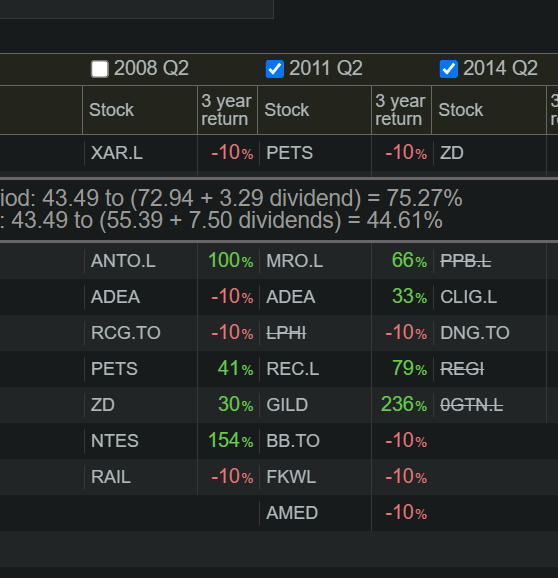 2008 Q2 2011 Q2 2014 Q2
Stock 3 year return Stock 3 year return Stock
XAR.L -10% PETS -10% ZD
iod: 43.49 to (72.94 + 3.29 dividend) = 75.27%
: 43.49 to (55.39 + 7.50 dividends) = 44.61%
ANTO.L 100% MRO.L 66% PPB.L
ADEA -10% ADEA 33% CLIG.L
RCG.TO -10% LPHI -10% DNG.TO
PETS 41% REC.L 79% REGI
ZD 30% GILD 236% 0GTN.L
NTES 154% BB.TO -10%
RAIL -10% FKWL -10%
AMED -10%